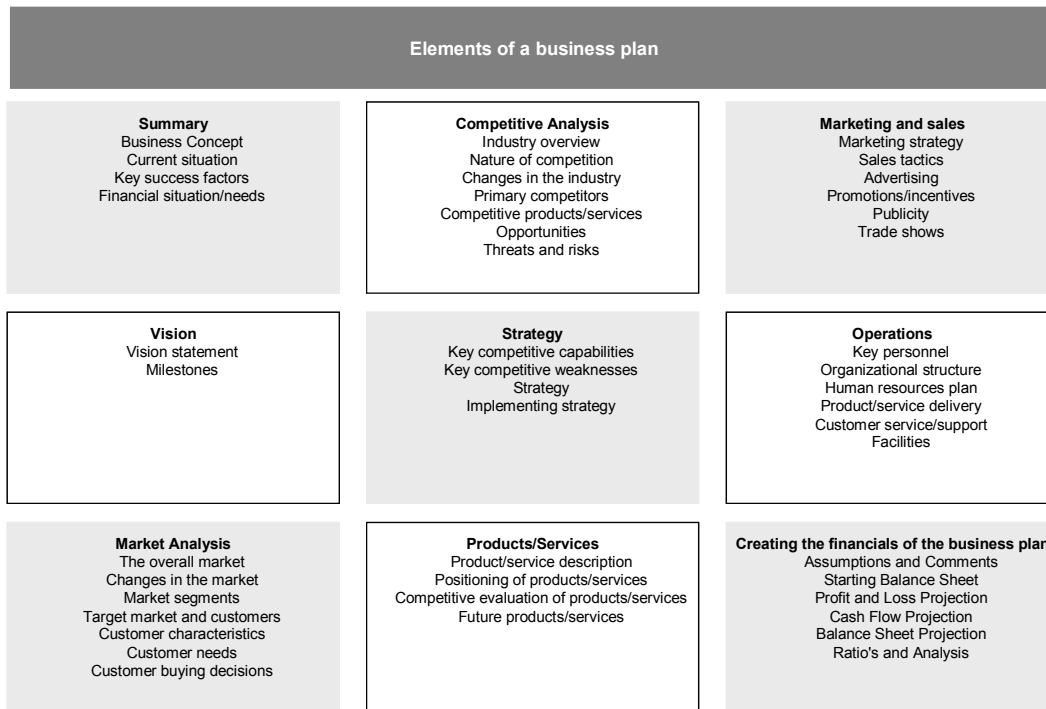 Elements of a business plan
Summary
Business Concept
Current situation
Key success factors
Financial situation/needs
Competitive Analysis
Industry overview
Nature of competition
Changes in the industry
Primary competitors
Competitive products/services
Opportunities
Threats and risks
Marketing and sales
Marketing strategy
Sales tactics
Advertising
Promotions/incentives
Publicity
Trade shows
Vision
Vision statement
Milestones
Strategy
Key competitive capabilities
Key competitive weaknesses
Strategy
Implementing strategy
Operations
Key personnel
Organizational structure
Human resources plan
Product/service delivery
Customer service/support
Facilities
Market Analysis
The overall market
Changes in the market
Market segments
Target market and customers
Customer characteristics
Customer needs
Customer buying decisions
Products/Services
Product/service description
Positioning of products/services
Competitive evaluation of products/services
Future products/services
Creating the financials of the business plan
Assumptions and Comments
Starting Balance Sheet
Profit and Loss Projection
Cash Flow Projection
Balance Sheet Projection
Ratio's and Analysis